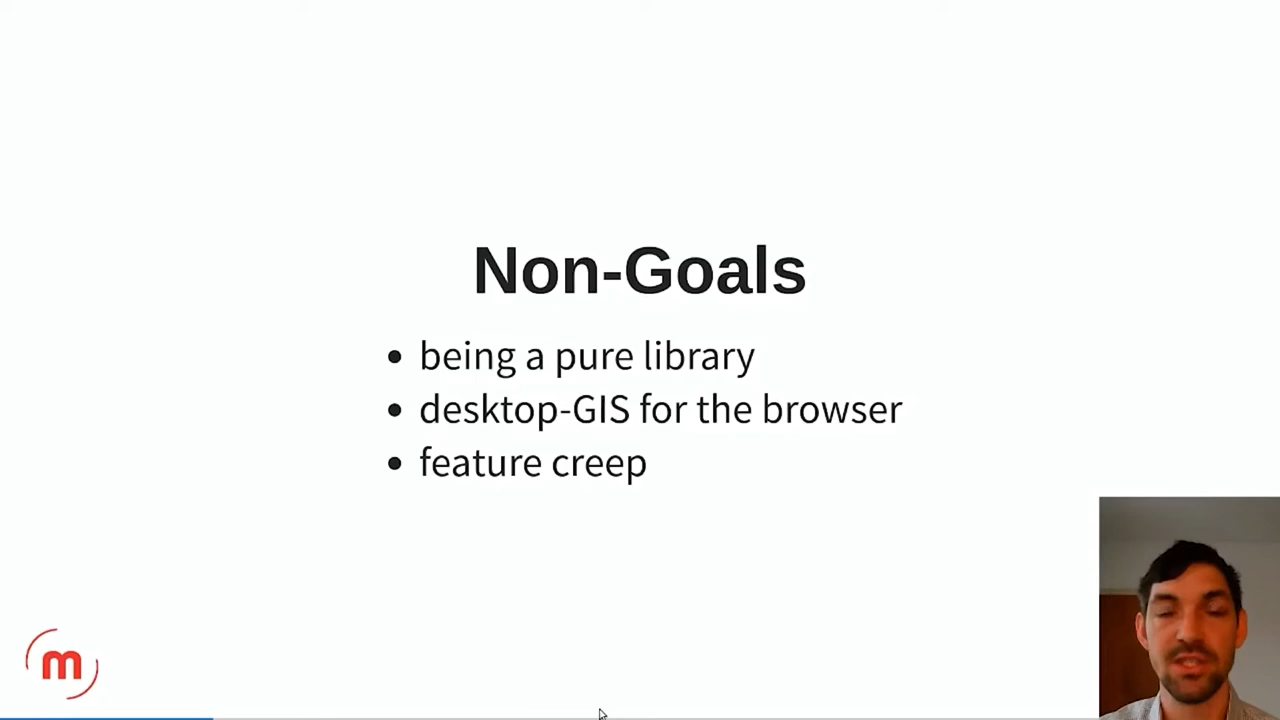 Non-Goals
being a pure library
desktop-GIS for the browser
feature creep
m